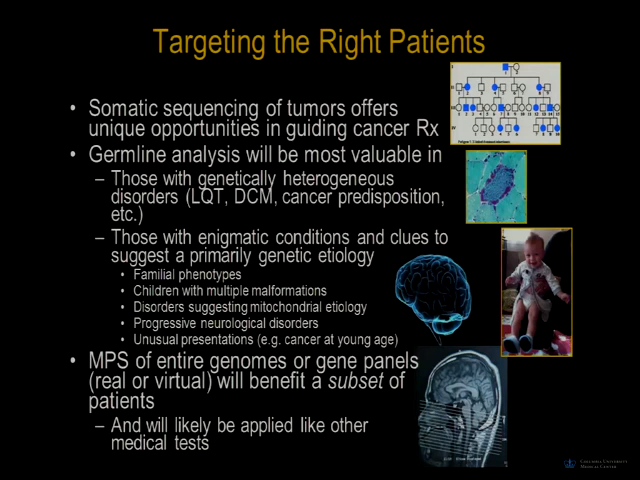 Targeting the Right Patients
• Somatic sequencing of tumors offers
unique opportunities in guiding cancer Rx
• Germline analysis will be most valuable in
– Those with genetically heterogeneous
disorders (LQT, DCM, cancer predisposition,
etc.)
– Those with enigmatic conditions and clues to
suggest a primarily genetic etiology
• Familial phenotypes
• Children with multiple malformations
• Disorders suggesting mitochondrial etiology
• Progressive neurological disorders
• Unusual presentations (e.g. cancer at young age)
• MPS of entire genomes or gene panels
(real or virtual) will benefit a subset of
patients
– And will likely be applied like other
medical tests
COLUMBIA UNIVERSITY
MEDICAL CENTER